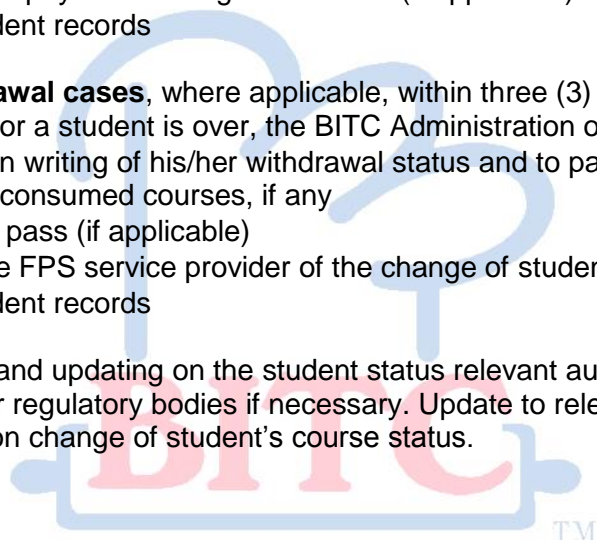 dent records
awal cases, where applicable, within three (3)
or a student is over, the BITC Administration o
n writing of his/her withdrawal status and to pa
consumed courses, if any
pass (if applicable)
e FPS service provider of the change of studen
dent records
and updating on the student status relevant au
r regulatory bodies if necessary. Update to rele
on change of student's course status.
BITC
TM